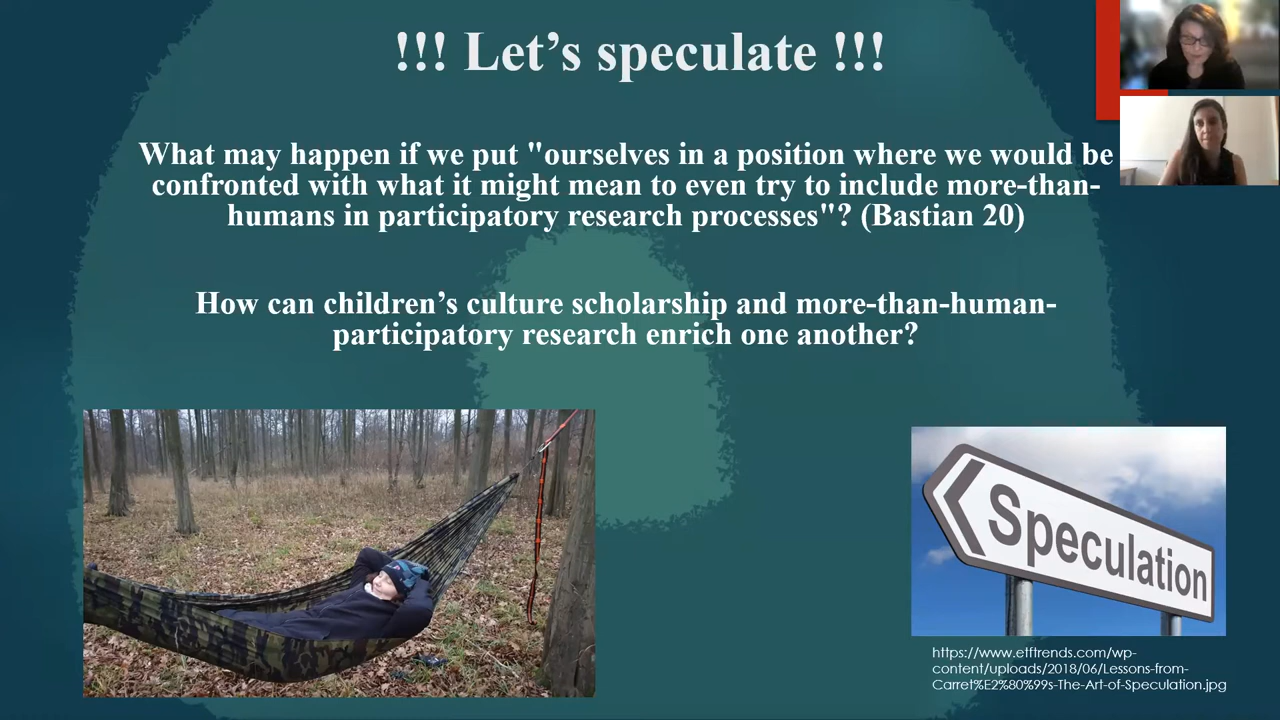 !!! Let’s speculate !!!
What may happen if we put "ourselves in a position where we would be
confronted with what it might mean to even try to include more-than-
humans in participatory research processes"? (Bastian 20)
How can children’s culture scholarship and more-than-human-
participatory research enrich one another?
Speculation
https://www.etftrends.com/wp-
content/uploads/2018/06/Lessons-from-
Carret%E2%80%99s-The-Art-of-Speculation.jpg